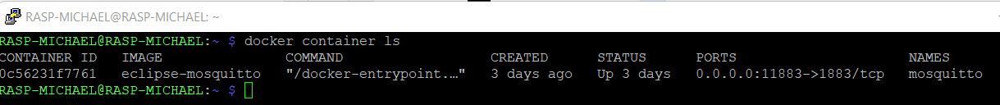 RASP-MICHAEL@RASP-MICHAEL: ~
RASP-MICHAEL@RASP-MICHAEL:~ $ docker container ls
CONTAINER ID   IMAGE               COMMAND                  CREATED      STATUS      PORTS                     NAMES
0c56231f7761   eclipse-mosquitto   "/docker-entrypoint.…"   3 days ago   Up 3 days   0.0.0.0:11883->1883/tcp   mosquitto
RASP-MICHAEL@RASP-MICHAEL:~ $